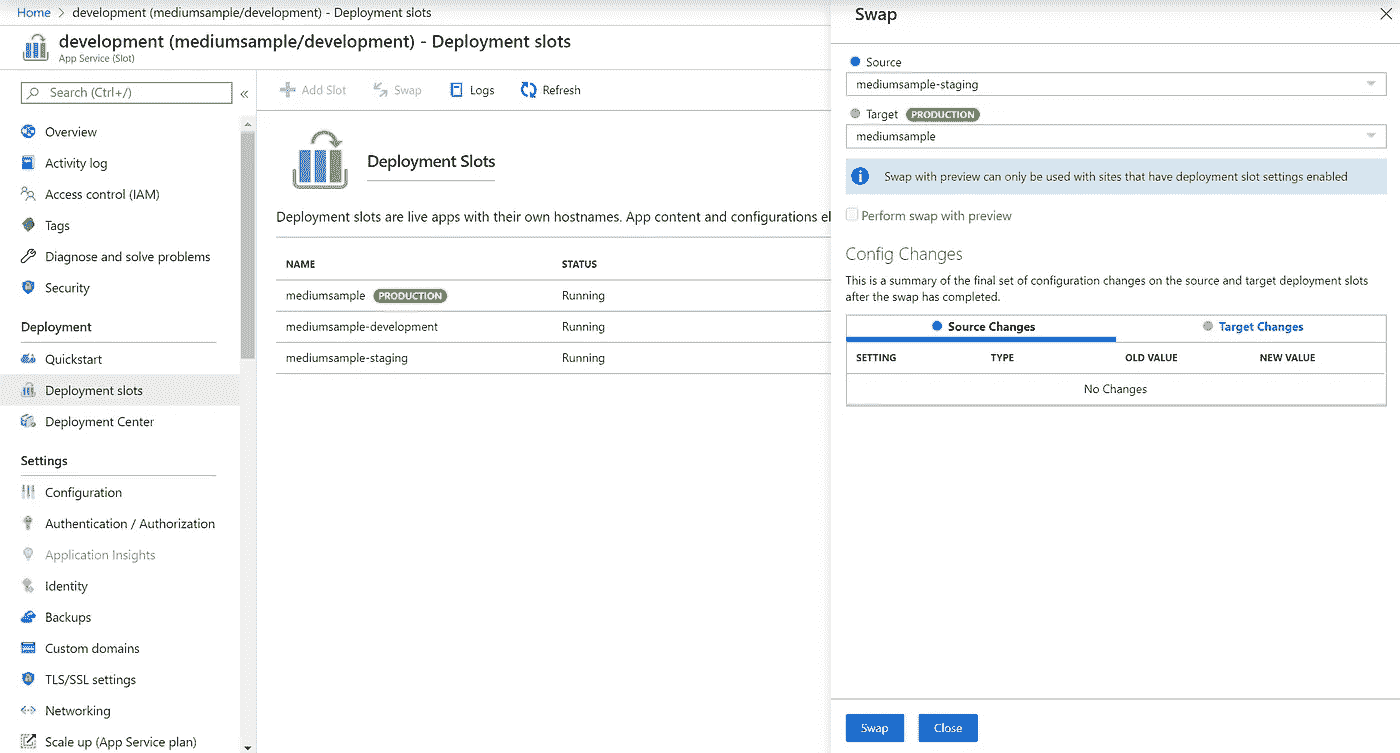 Home > development (mediumsample/development) - Deployment slots
development (mediumsample/development) - Deployment slots
App Service (Slot)
Search (Ctrl+/)
«
Overview
Activity log
Access control (IAM)
Tags
Diagnose and solve problems
Security
Deployment
Quickstart
Deployment slots
Deployment Center
Settings
Configuration
Authentication / Authorization
Application Insights
Identity
Backups
Custom domains
TLS/SSL settings
Networking
Scale up (App Service plan)
Add Slot Swap Logs Refresh
Deployment Slots
Deployment slots are live apps with their own hostnames. App content and configurations el
NAME STATUS
mediumsample PRODUCTION Running
mediumsample-development Running
mediumsample-staging Running
Swap
Source
mediumsample-staging
Target PRODUCTION
mediumsample
Swap with preview can only be used with sites that have deployment slot settings enabled
Perform swap with preview
Config Changes
This is a summary of the final set of configuration changes on the source and target deployment slots
after the swap has completed.
Source Changes Target Changes
SETTING TYPE OLD VALUE NEW VALUE
No Changes
Swap Close